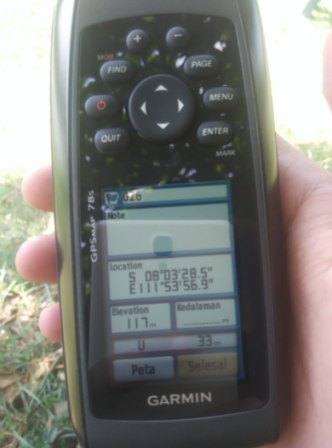 + −
MOB
FIND PAGE
MENU
QUIT ENTER
MARK
GPSMAP 78s
026
Note
Location
S 08°03'28.5"
E111°53'56.9"
Elevation Kedalaman
117m _____m
U 33m
Peta Selesai
GARMIN